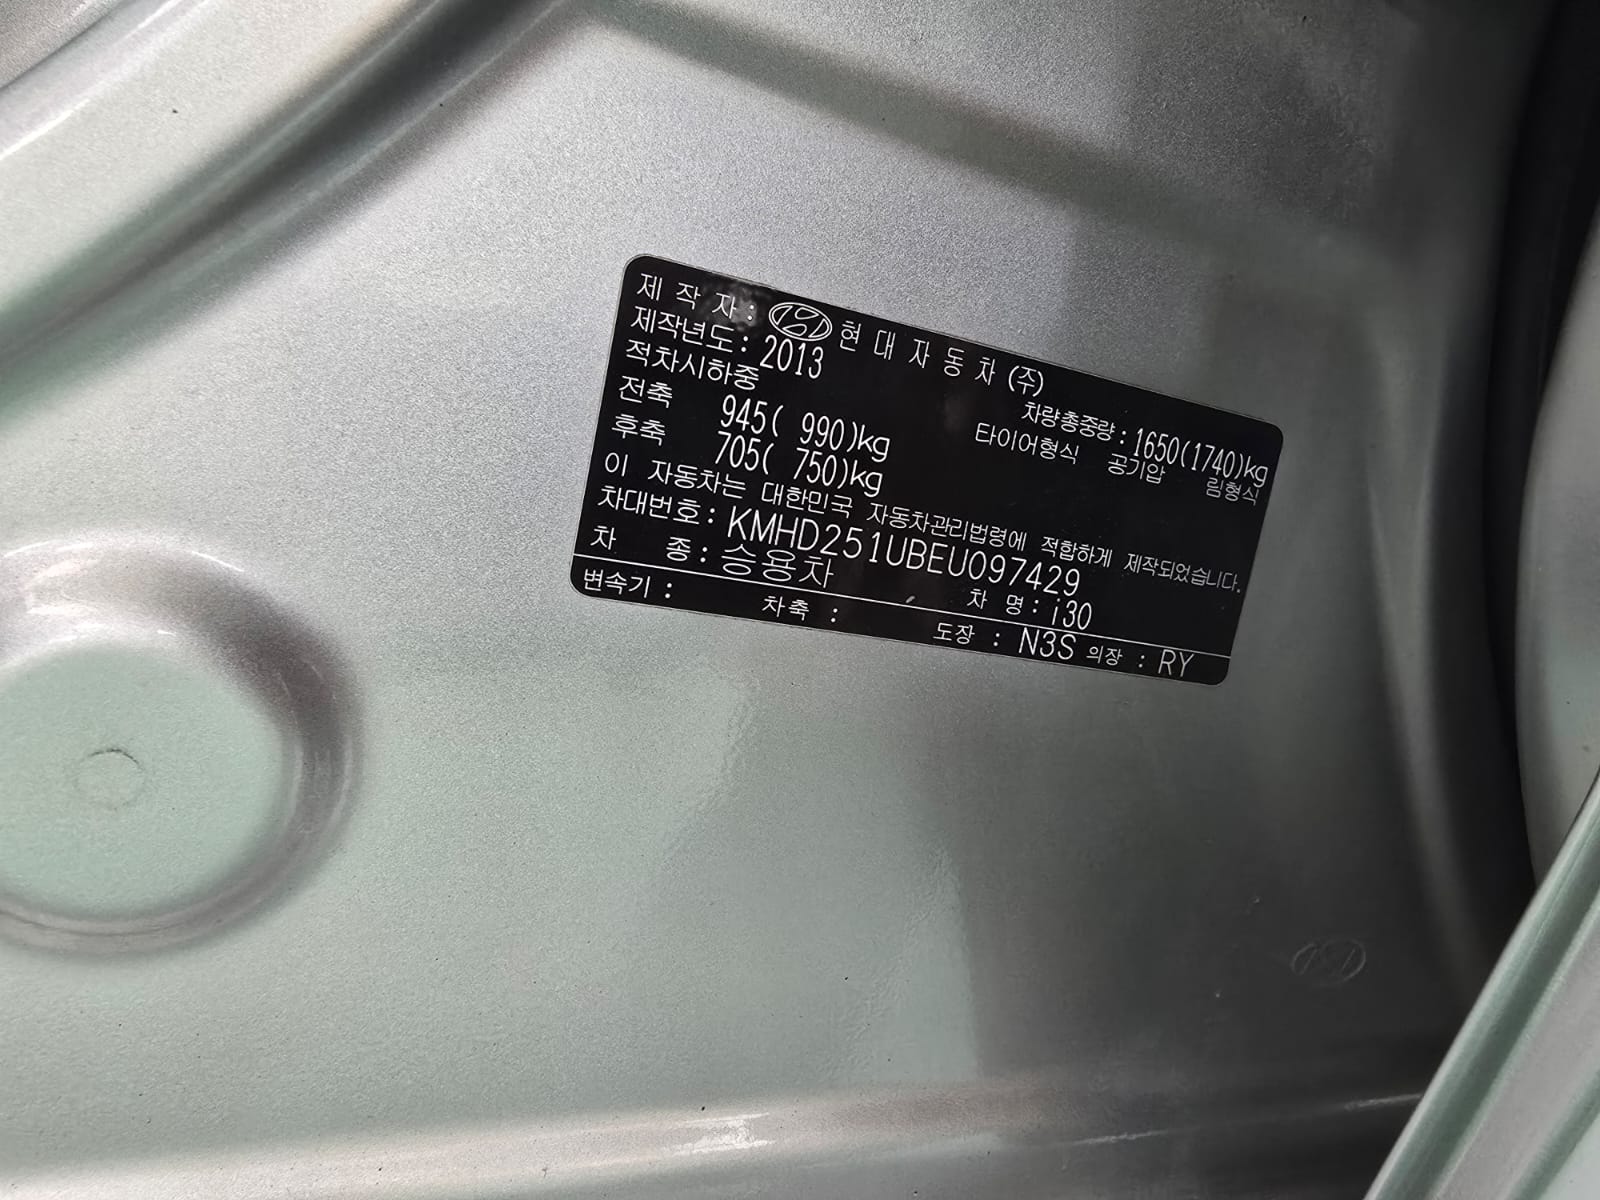 제 작 자 : 현 대 자 동 차 (주)
제작년도 : 2013
적차시하중 차량총중량 : 1650(1740)kg
전축 945( 990)kg 타이어형식 공기압 림형식
후축 705( 750)kg
이 자동차는 대한민국 자동차관리법령에 적합하게 제작되었습니다.
차대번호 : KMHD251UBEU097429
차 종 : 승용차 차 명 : i30
변속기 : 차축 : 도장 : N3S 의장 : RY